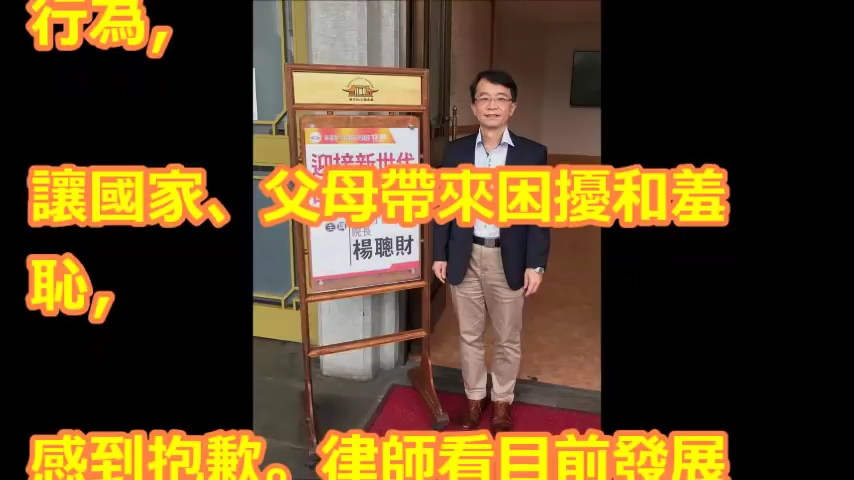 行為,
迎接新世代
讓國家、父母帶來困擾和羞
主講
院長
楊聰財
恥,
感到抱歉。律師看目前發展